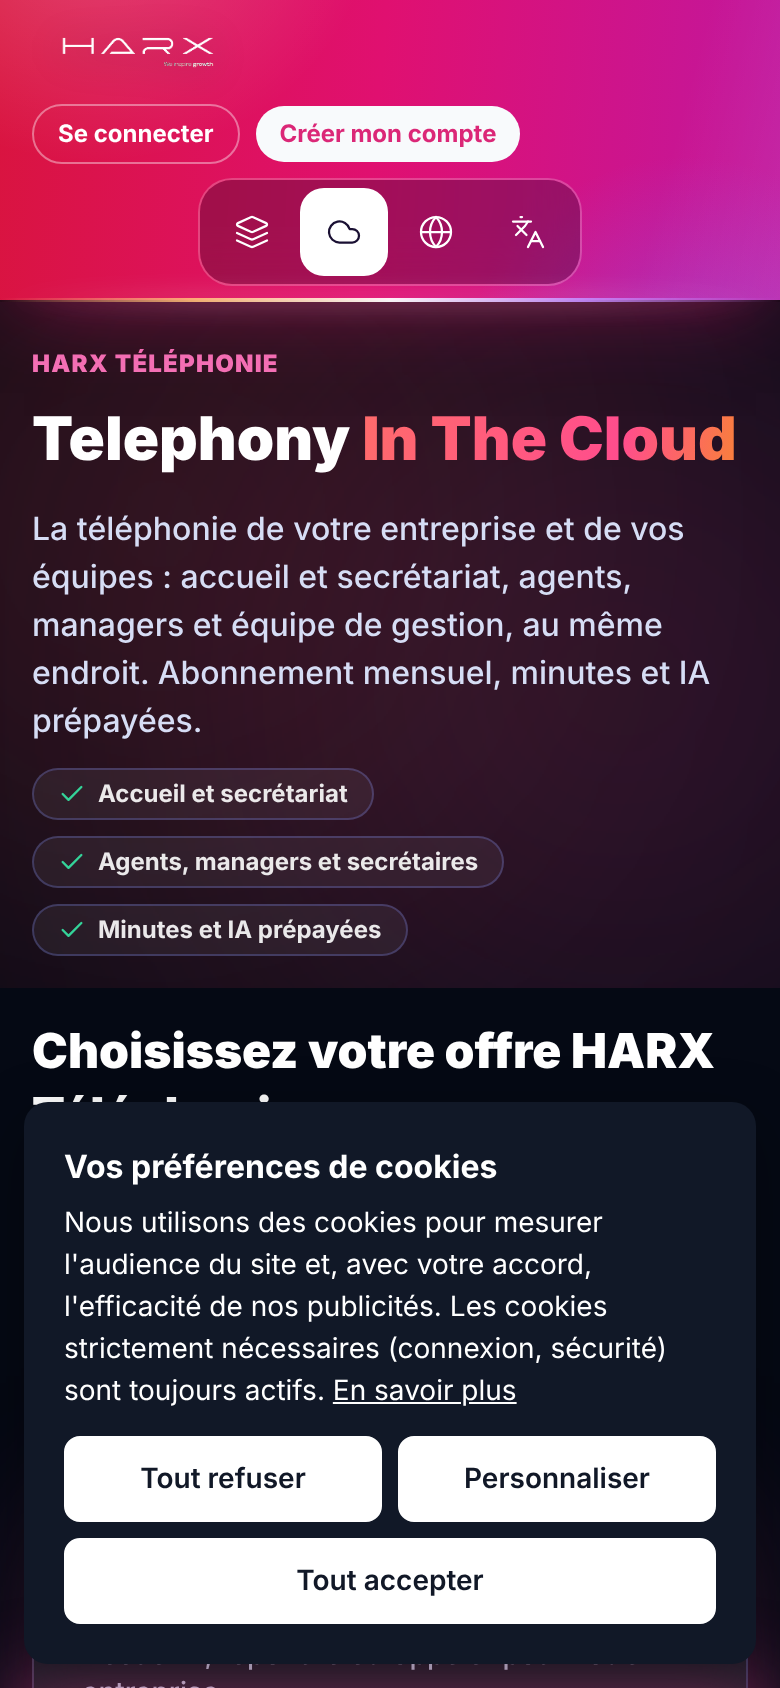 HARX
We inspire growth
Se connecter
Créer mon compte
HARX TÉLÉPHONIE
Telephony In The Cloud
La téléphonie de votre entreprise et de vos
équipes : accueil et secrétariat, agents,
managers et équipe de gestion, au même
endroit. Abonnement mensuel, minutes et IA
prépayées.
Accueil et secrétariat
Agents, managers et secrétaires
Minutes et IA prépayées
Choisissez votre offre HARX
Vos préférences de cookies
Nous utilisons des cookies pour mesurer
l'audience du site et, avec votre accord,
l'efficacité de nos publicités. Les cookies
strictement nécessaires (connexion, sécurité)
sont toujours actifs. En savoir plus
Tout refuser
Personnaliser
Tout accepter